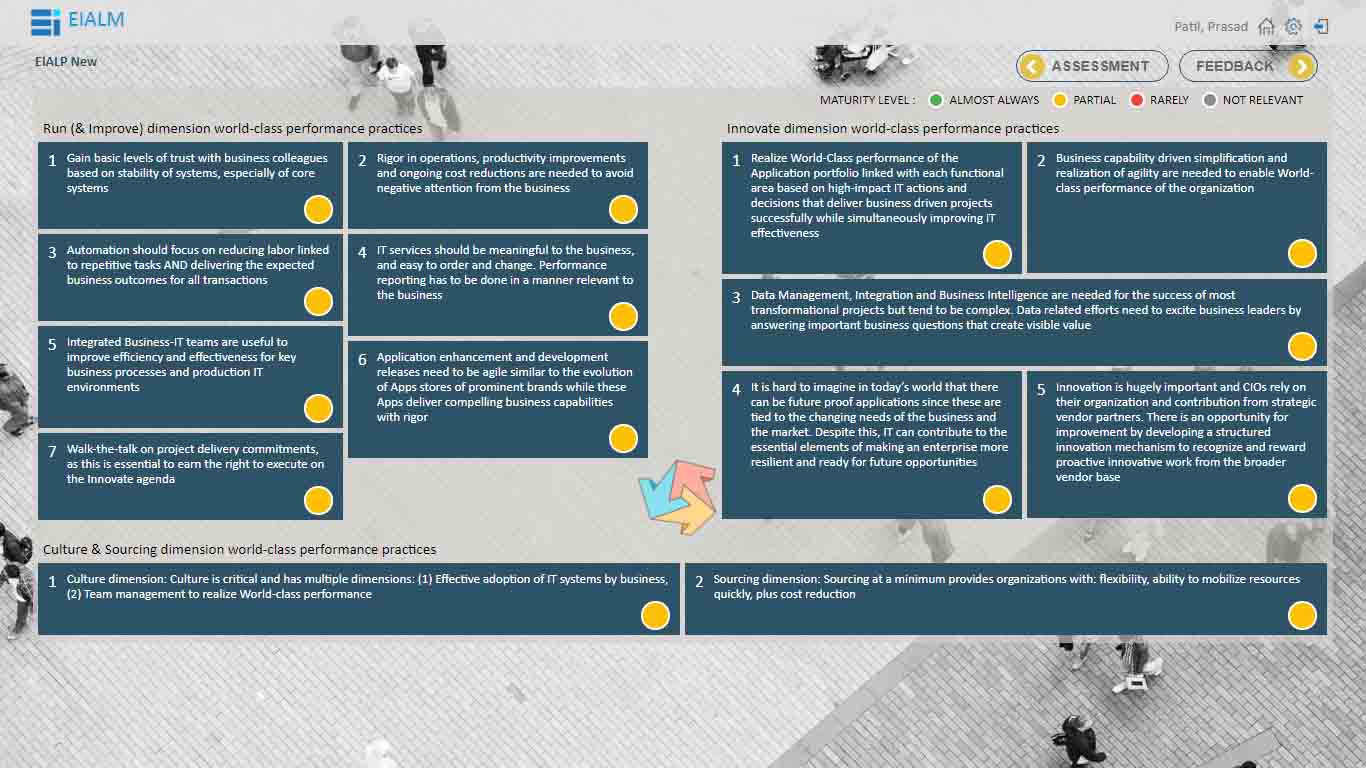 EIALM
Patil, Prasad
EIALP New
ASSESSMENT
FEEDBACK
MATURITY LEVEL : ALMOST ALWAYS PARTIAL RARELY NOT RELEVANT
Run (& Improve) dimension world-class performance practices
1 Gain basic levels of trust with business colleagues
based on stability of systems, especially of core
systems
2 Rigor in operations, productivity improvements
and ongoing cost reductions are needed to avoid
negative attention from the business
3 Automation should focus on reducing labor linked
to repetitive tasks AND delivering the expected
business outcomes for all transactions
4 IT services should be meaningful to the business,
and easy to order and change. Performance
reporting has to be done in a manner relevant to
the business
5 Integrated Business-IT teams are useful to
improve efficiency and effectiveness for key
business processes and production IT
environments
6 Application enhancement and development
releases need to be agile similar to the evolution
of Apps stores of prominent brands while these
Apps deliver compelling business capabilities
with rigor
7 Walk-the-talk on project delivery commitments,
as this is essential to earn the right to execute on
the Innovate agenda
Innovate dimension world-class performance practices
1 Realize World-Class performance of the
Application portfolio linked with each functional
area based on high-impact IT actions and
decisions that deliver business driven projects
successfully while simultaneously improving IT
effectiveness
2 Business capability driven simplification and
realization of agility are needed to enable World-
class performance of the organization
3 Data Management, Integration and Business Intelligence are needed for the success of most
transformational projects but tend to be complex. Data related efforts need to excite business leaders by
answering important business questions that create visible value
4 It is hard to imagine in today's world that there
can be future proof applications since these are
tied to the changing needs of the business and
the market. Despite this, IT can contribute to the
essential elements of making an enterprise more
resilient and ready for future opportunities
5 Innovation is hugely important and CIOs rely on
their organization and contribution from strategic
vendor partners. There is an opportunity for
improvement by developing a structured
innovation mechanism to recognize and reward
proactive innovative work from the broader
vendor base
Culture & Sourcing dimension world-class performance practices
1 Culture dimension: Culture is critical and has multiple dimensions: (1) Effective adoption of IT systems by business,
(2) Team management to realize World-class performance
2 Sourcing dimension: Sourcing at a minimum provides organizations with: flexibility, ability to mobilize resources
quickly, plus cost reduction